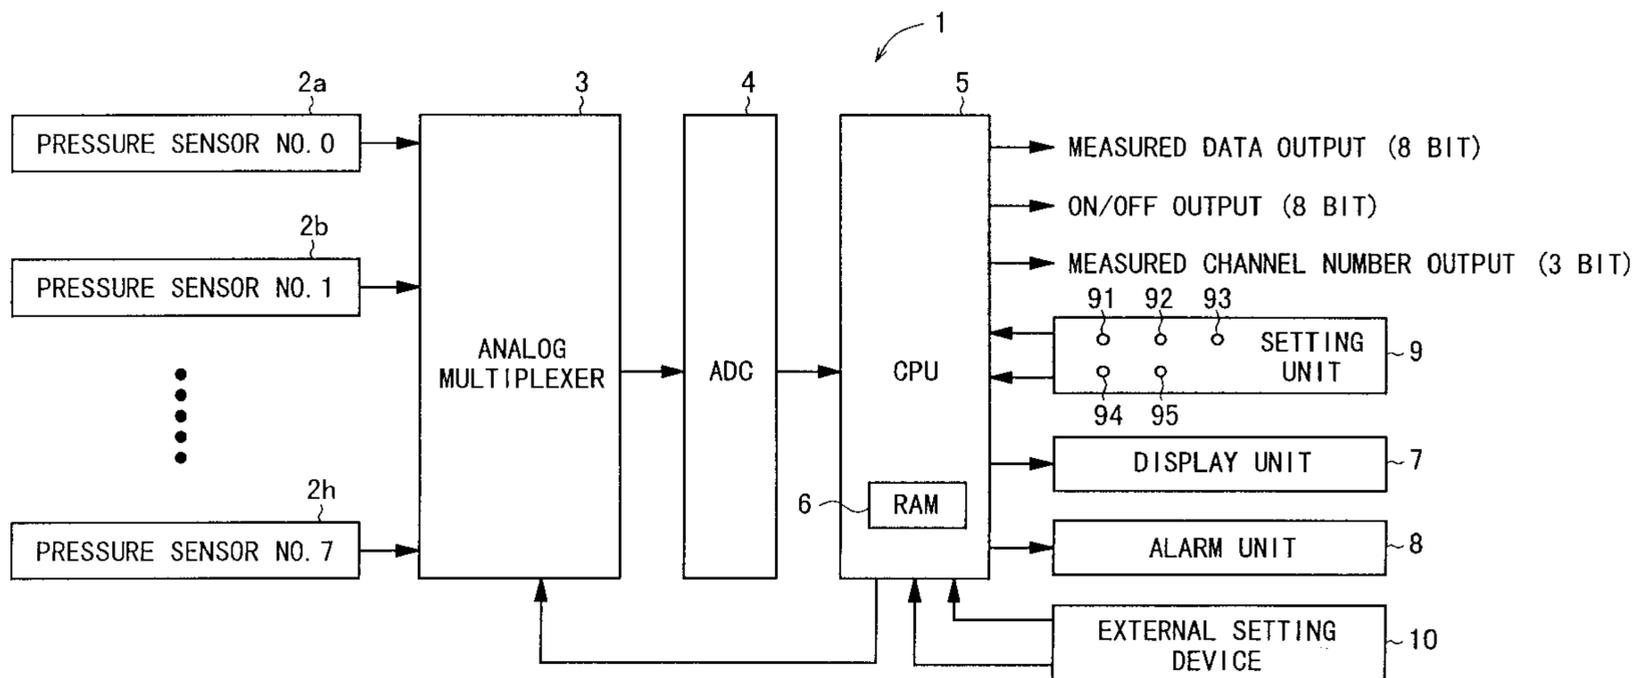 1
2a
3
4
5
PRESSURE SENSOR NO. 0
MEASURED DATA OUTPUT (8 BIT)
ON/OFF OUTPUT (8 BIT)
2b
MEASURED CHANNEL NUMBER OUTPUT (3 BIT)
PRESSURE SENSOR NO. 1
91
92
93
SETTING
UNIT
9
ANALOG
MULTIPLEXER
ADC
CPU
94
95
DISPLAY UNIT
7
2h
6
RAM
PRESSURE SENSOR NO. 7
ALARM UNIT
8
EXTERNAL SETTING
DEVICE
10